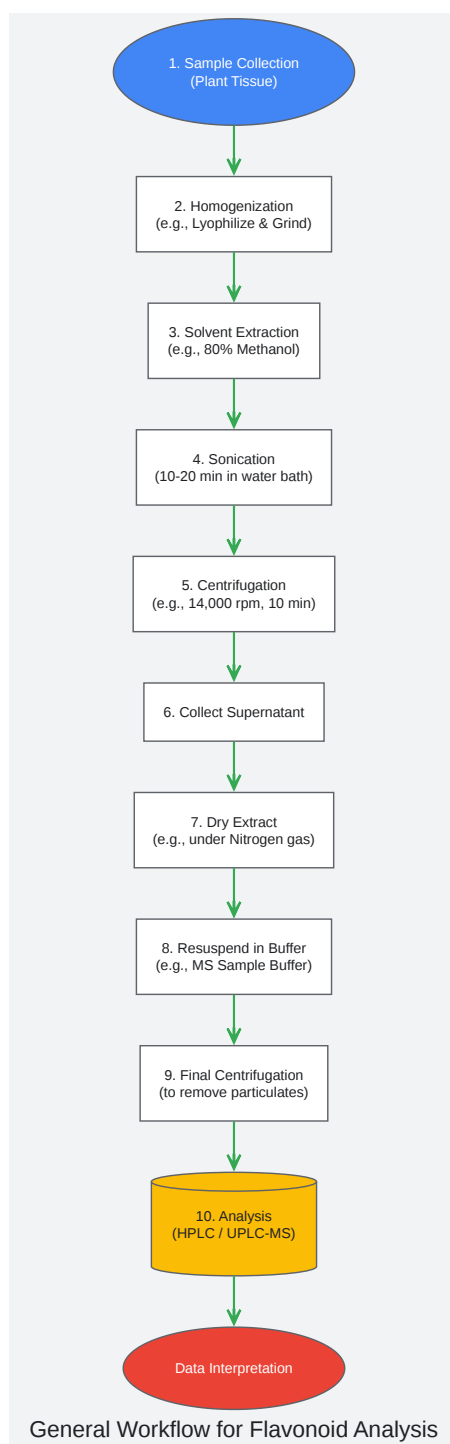 1. Sample Collection
(Plant Tissue)
2. Homogenization
(e.g., Lyophilize & Grind)
3. Solvent Extraction
(e.g., 80% Methanol)
4. Sonication
(10-20 min in water bath)
5. Centrifugation
(e.g., 14,000 rpm, 10 min)
6. Collect Supernatant
7. Dry Extract
(e.g., under Nitrogen gas)
8. Resuspend in Buffer
(e.g., MS Sample Buffer)
9. Final Centrifugation
(to remove particulates)
10. Analysis
(HPLC / UPLC-MS)
Data Interpretation
General Workflow for Flavonoid Analysis